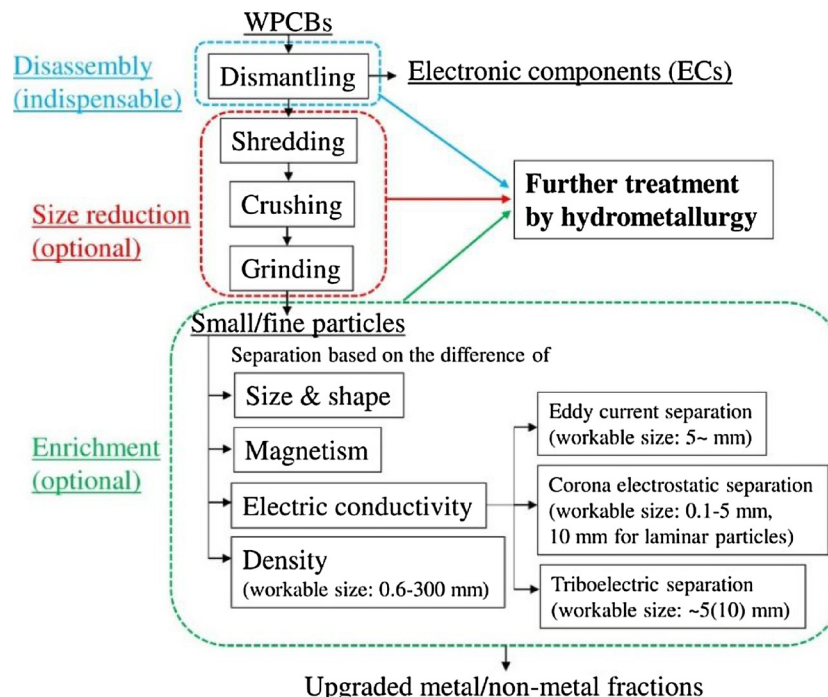 WPCBs
Disassembly
(indispensable)
Dismantling
Electronic components (ECs)
Shredding
Crushing
Grinding
Size reduction
(optional)
Further treatment
by hydrometallurgy
Small/fine particles
Separation based on the difference of
Size & shape
Magnetism
Electric conductivity
Density
(workable size: 0.6-300 mm)
Enrichment
(optional)
Eddy current separation
(workable size: 5~ mm)
Corona electrostatic separation
(workable size: 0.1-5 mm,
10 mm for laminar particles)
Triboelectric separation
(workable size: ~5(10) mm)
Upgraded metal/non-metal fractions